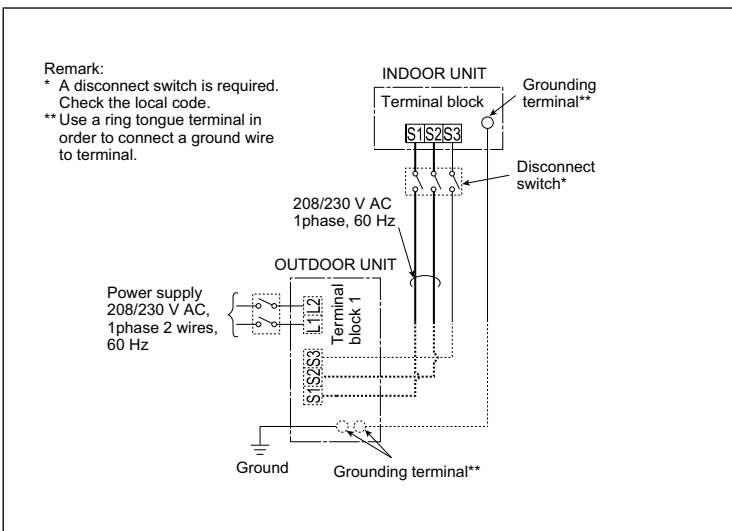 Remark:
* A disconnect switch is required.
Check the local code.
** Use a ring tongue terminal in
order to connect a ground wire
to terminal.
INDOOR UNIT
Terminal block
S1 S2 S3
Grounding
terminal**
Disconnect
switch*
208/230 V AC
1phase, 60 Hz
OUTDOOR UNIT
Power supply
208/230 V AC,
1phase 2 wires,
60 Hz
L1 L2
Terminal
block 1
S1 S2 S3
Ground
Grounding terminal**